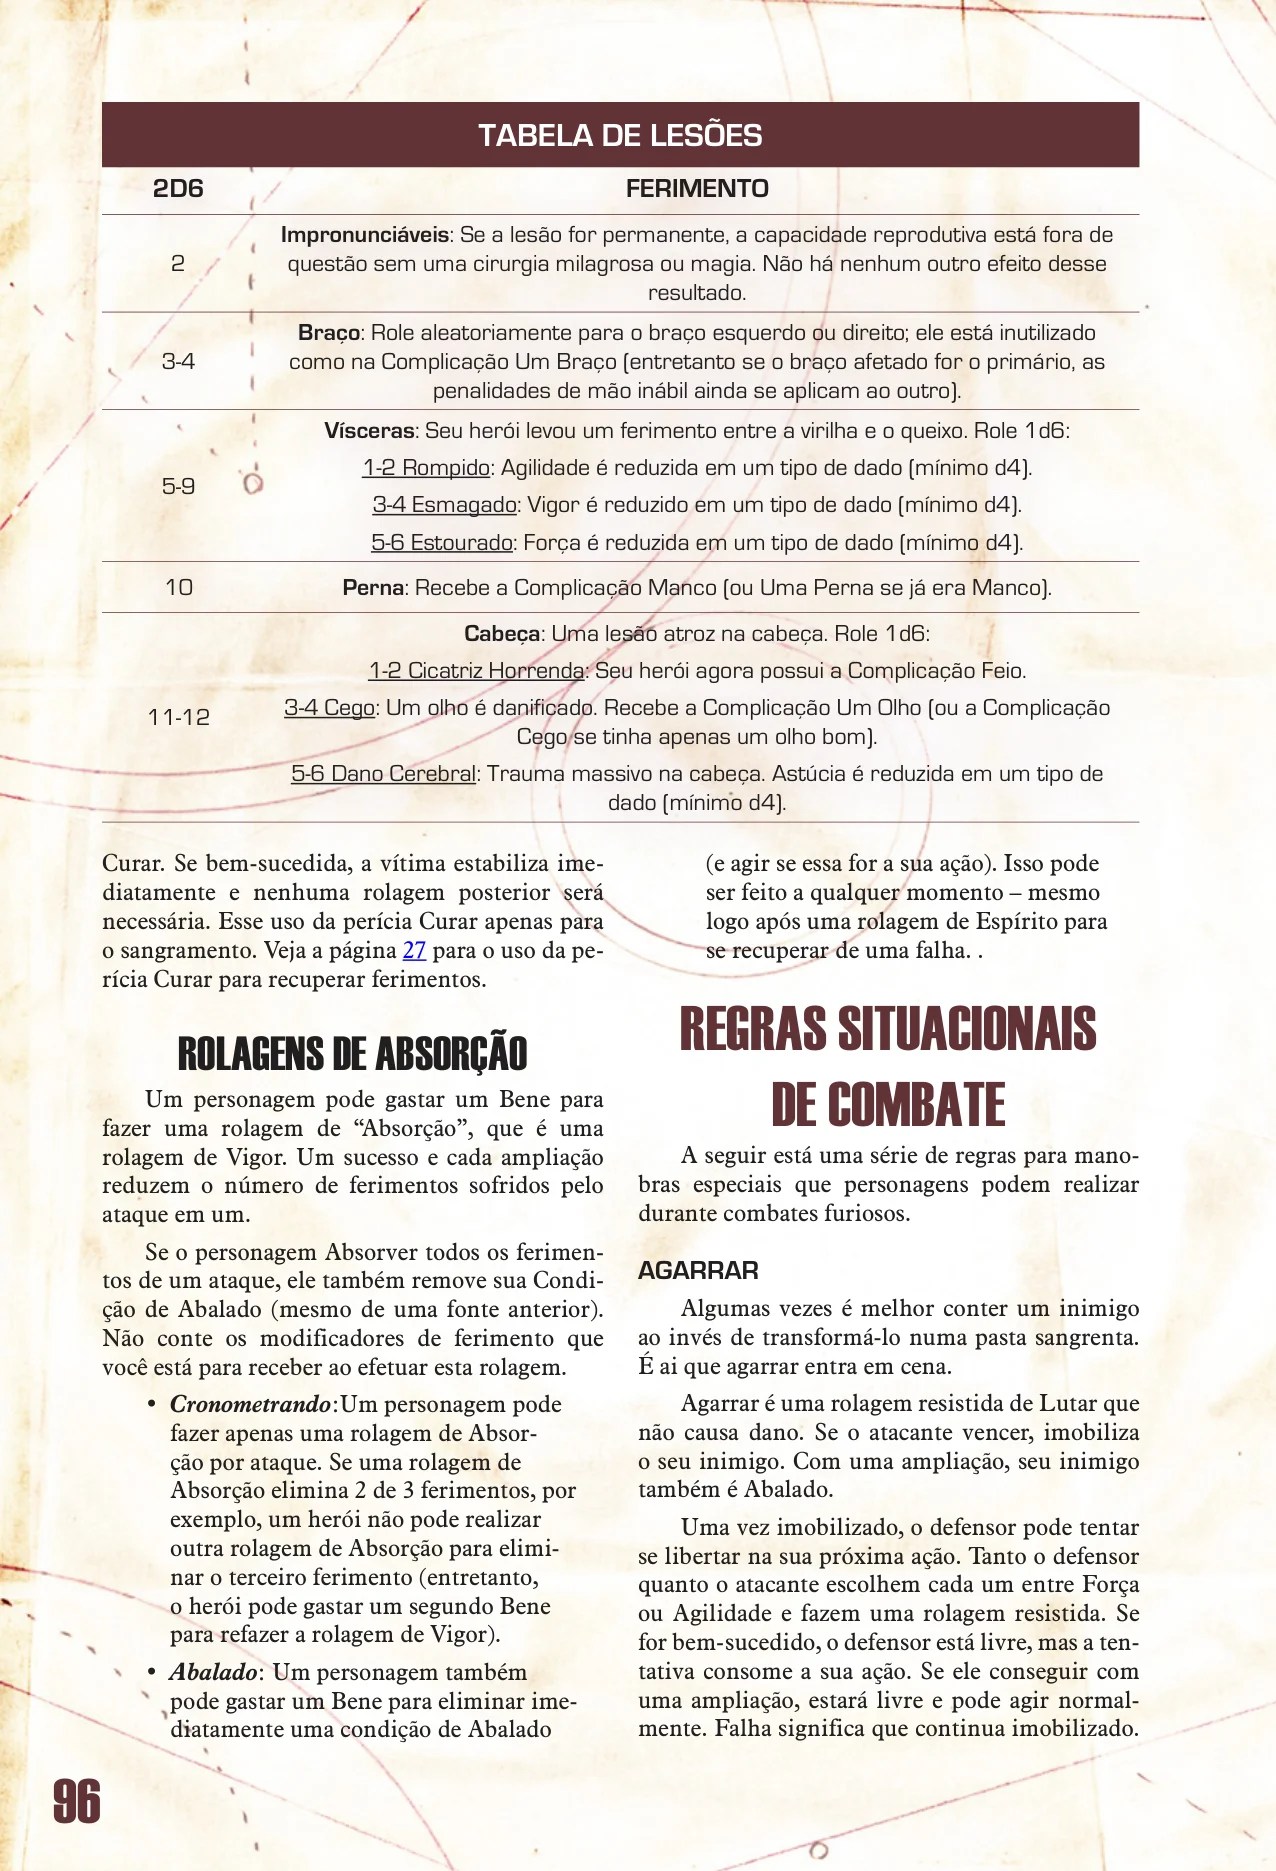 TABELA DE LESÕES
2D6 FERIMENTO
2
Impronunciáveis: Se a lesão for permanente, a capacidade reprodutiva está fora de
questão sem uma cirurgia milagrosa ou magia. Não há nenhum outro efeito desse
resultado.
3-4
Braço: Role aleatoriamente para o braço esquerdo ou direito; ele está inutilizado
como na Complicação Um Braço (entretanto se o braço afetado for o primário, as
penalidades de mão inábil ainda se aplicam ao outro).
5-9
Vísceras: Seu herói levou um ferimento entre a virilha e o queixo. Role 1d6:
1-2 Rompido: Agilidade é reduzida em um tipo de dado (mínimo d4).
3-4 Esmagado: Vigor é reduzido em um tipo de dado (mínimo d4).
5-6 Estourado: Força é reduzida em um tipo de dado (mínimo d4).
10
Perna: Recebe a Complicação Manco (ou Uma Perna se já era Manco).
11-12
Cabeça: Uma lesão atroz na cabeça. Role 1d6:
1-2 Cicatriz Horrenda: Seu herói agora possui a Complicação Feio.
3-4 Cego: Um olho é danificado. Recebe a Complicação Um Olho (ou a Complicação
Cego se tinha apenas um olho bom).
5-6 Dano Cerebral: Trauma massivo na cabeça. Astúcia é reduzida em um tipo de
dado (mínimo d4).
Curar. Se bem-sucedida, a vítima estabiliza ime-
diatamente e nenhuma rolagem posterior será
necessária. Esse uso da perícia Curar apenas para
o sangramento. Veja a página 27 para o uso da pe-
rícia Curar para recuperar ferimentos.
ROLAGENS DE ABSORÇÃO
Um personagem pode gastar um Bene para
fazer uma rolagem de “Absorção”, que é uma
rolagem de Vigor. Um sucesso e cada ampliação
reduzem o número de ferimentos sofridos pelo
ataque em um.
Se o personagem Absorver todos os ferimen-
tos de um ataque, ele também remove sua Condi-
ção de Abalado (mesmo de uma fonte anterior).
Não conte os modificadores de ferimento que
você está para receber ao efetuar esta rolagem.
• Cronometrando:Um personagem pode
fazer apenas uma rolagem de Absor-
ção por ataque. Se uma rolagem de
Absorção elimina 2 de 3 ferimentos, por
exemplo, um herói não pode realizar
outra rolagem de Absorção para elimi-
nar o terceiro ferimento (entretanto,
o herói pode gastar um segundo Bene
para refazer a rolagem de Vigor).
• Abalado: Um personagem também
pode gastar um Bene para eliminar ime-
diatamente uma condição de Abalado
(e agir se essa for a sua ação). Isso pode
ser feito a qualquer momento – mesmo
logo após uma rolagem de Espírito para
se recuperar de uma falha. .
REGRAS SITUACIONAIS
DE COMBATE
A seguir está uma série de regras para mano-
bras especiais que personagens podem realizar
durante combates furiosos.
AGARRAR
Algumas vezes é melhor conter um inimigo
ao invés de transformá-lo numa pasta sangrenta.
É ai que agarrar entra em cena.
Agarrar é uma rolagem resistida de Lutar que
não causa dano. Se o atacante vencer, imobiliza
o seu inimigo. Com uma ampliação, seu inimigo
também é Abalado.
Uma vez imobilizado, o defensor pode tentar
se libertar na sua próxima ação. Tanto o defensor
quanto o atacante escolhem cada um entre Força
ou Agilidade e fazem uma rolagem resistida. Se
for bem-sucedido, o defensor está livre, mas a ten-
tativa consome a sua ação. Se ele conseguir com
uma ampliação, estará livre e pode agir normal-
mente. Falha significa que continua imobilizado.
96